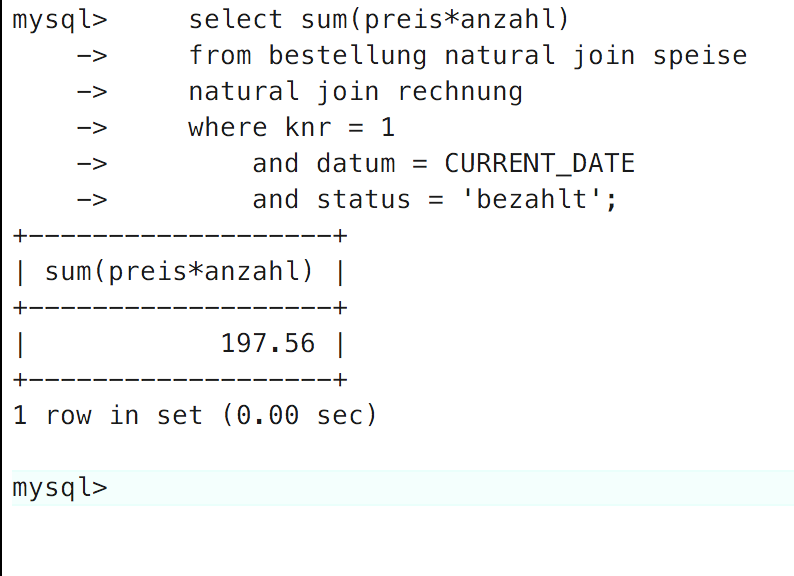 mysql>     select sum(preis*anzahl)
    ->     from bestellung natural join speise
    ->     natural join rechnung
    ->     where knr = 1
    ->         and datum = CURRENT_DATE
    ->         and status = 'bezahlt';
+-------------------+
| sum(preis*anzahl) |
+-------------------+
|            197.56 |
+-------------------+
1 row in set (0.00 sec)
mysql>